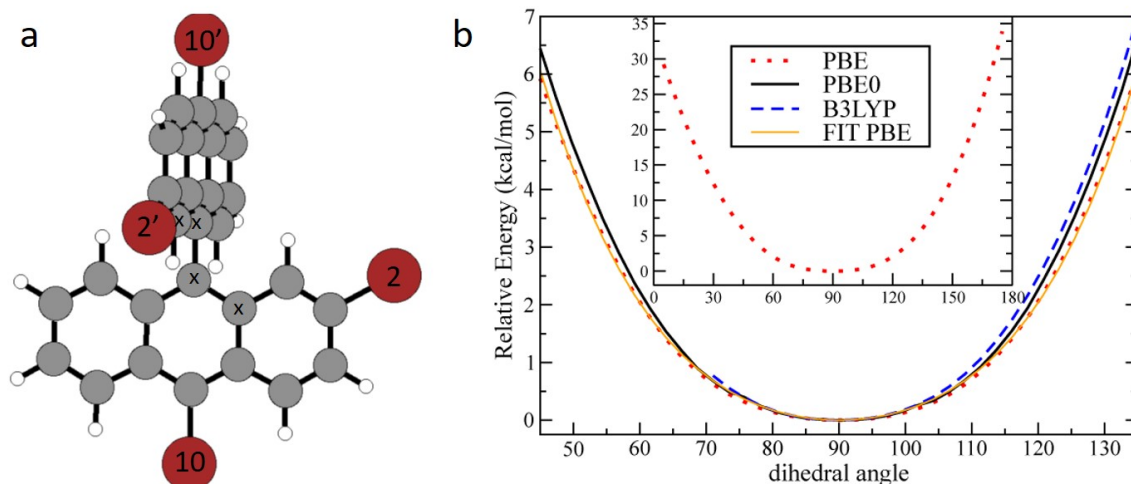 a
10'
2'
x x
x
x
2
10
b
Relative Energy (kcal/mol)
7
6
5
4
3
2
1
0
50 60 70 80 90 100 110 120 130
dihedral angle
35
30
25
20
15
10
5
0
0 30 60 90 120 150 180
PBE
PBE0
B3LYP
FIT PBE